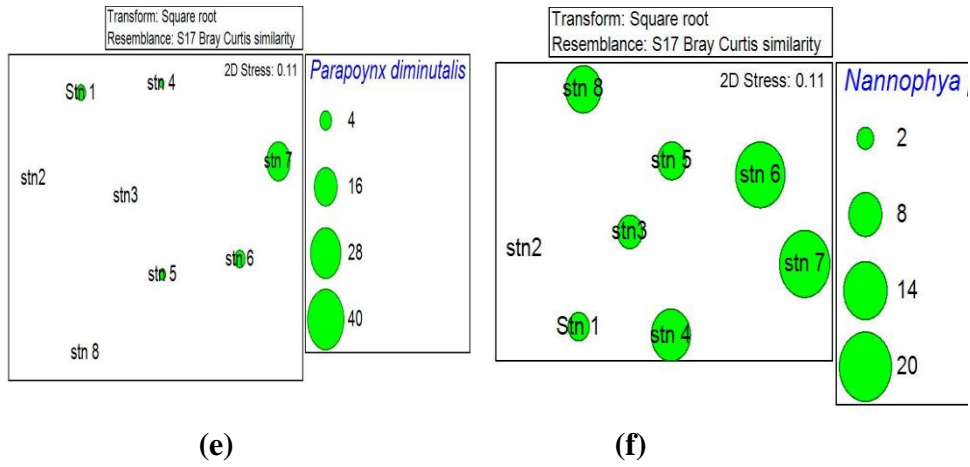 Transform: Square root
Resemblance: S17 Bray Curtis similarity
2D Stress: 0.11
Stn 1
stn 4
stn 7
stn2
stn3
stn 6
stn 5
stn 8
Parapoynx diminutalis
4
16
28
40
(e)
Transform: Square root
Resemblance: S17 Bray Curtis similarity
2D Stress: 0.11
stn 8
stn 5
stn 6
stn3
stn2
stn 7
Stn 1
stn 4
Nannophya
2
8
14
20
(f)